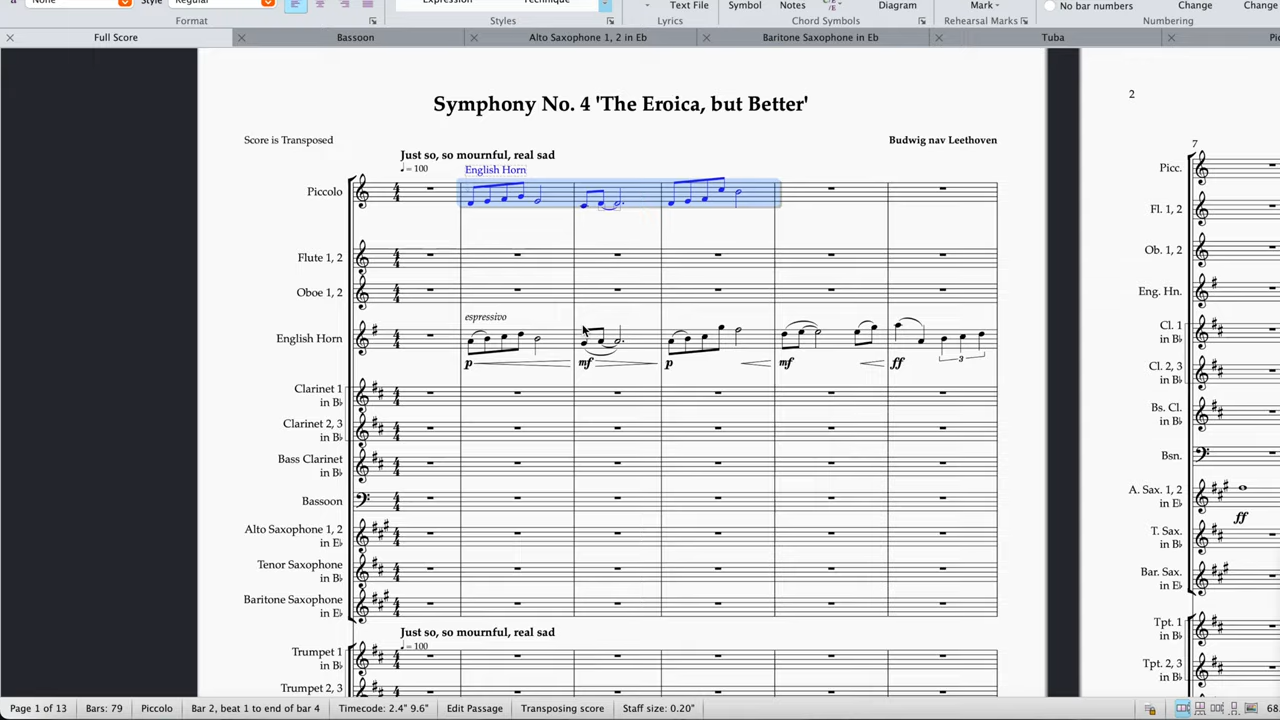 a None Style Regular Expression Technique Text File Symbol Notes Diagram Mark No bar numbers Change Change
Format Styles Lyrics Chord Symbols Rehearsal Marks Numbering
Full Score Bassoon Alto Saxophone 1, 2 in Eb Baritone Saxophone in Eb Tuba
Symphony No. 4 'The Eroica, but Better'
2
Score is Transposed Budwig nav Leethoven
Just so, so mournful, real sad
♩ = 100 English Horn
7
Piccolo Picc.
Flute 1, 2 Fl. 1, 2
Oboe 1, 2 Ob. 1, 2
espressivo
English Horn Eng. Hn.
3
p mf p mf ff
Clarinet 1
in B♭
Cl. 1
in B♭
Clarinet 2, 3
in B♭
Cl. 2, 3
in B♭
Bass Clarinet
in B♭
Bs. Cl.
in B♭
Bassoon Bsn.
Alto Saxophone 1, 2
in E♭
A. Sax. 1, 2
in E♭
ff
Tenor Saxophone
in B♭
T. Sax.
in B♭
Baritone Saxophone
in E♭
Bar. Sax.
in E♭
Just so, so mournful, real sad
♩ = 100
Trumpet 1
in B♭
Tpt. 1
in B♭
Trumpet 2, 3
Tpt. 2, 3
in B♭
Page 1 of 13 Bars: 79 Piccolo Bar 2, beat 1 to end of bar 4 Timecode: 2.4" 9.6" Edit Passage Transposing score Staff size: 0.20" 68